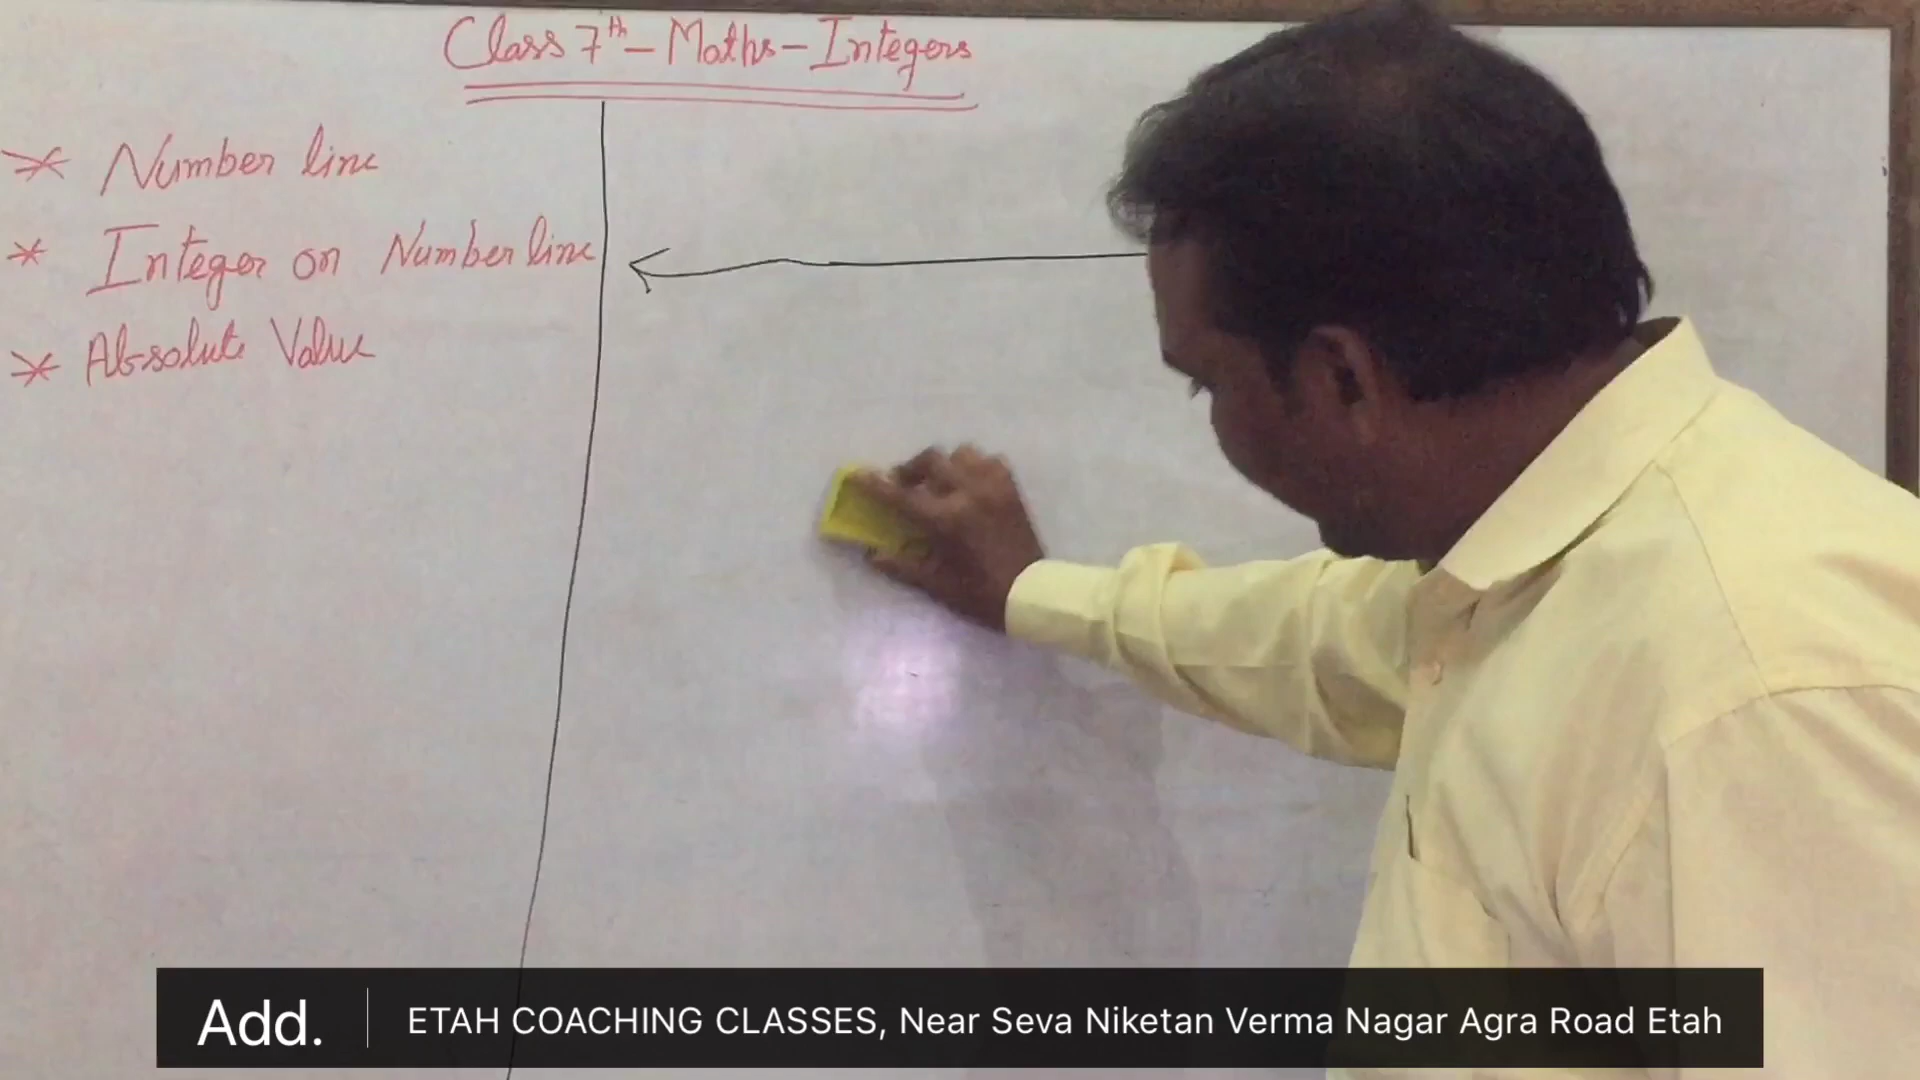 Class 7th - Maths - Integers
* Number line
* Integer on Number line
* Absolute Value
Add. ETAH COACHING CLASSES, Near Seva Niketan Verma Nagar Agra Road Etah